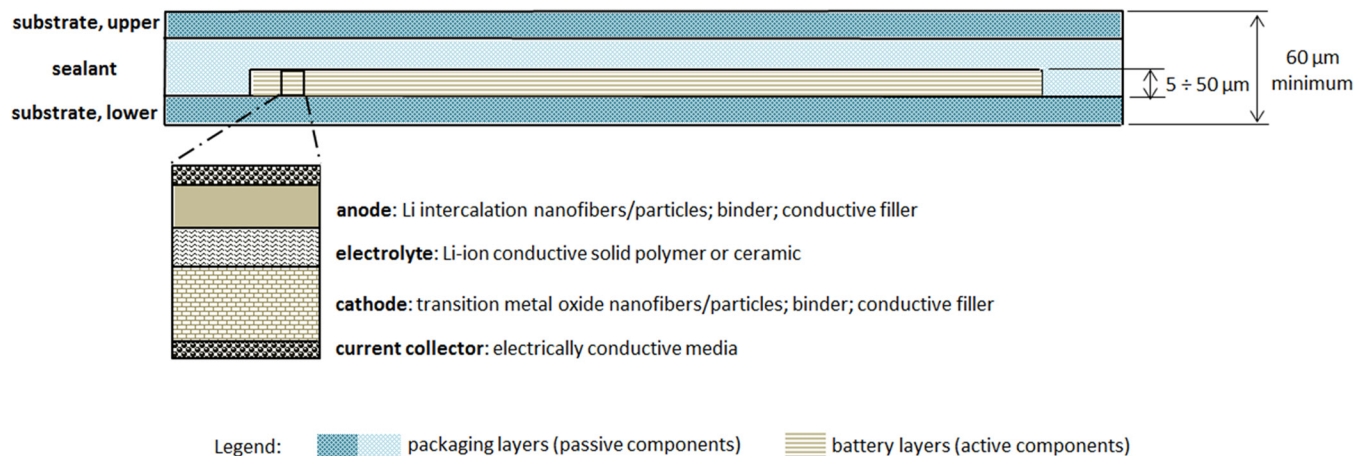 substrate, upper
sealant
substrate, lower
5 ÷ 50 µm
60 µm
minimum
anode: Li intercalation nanofibers/particles; binder; conductive filler
electrolyte: Li-ion conductive solid polymer or ceramic
cathode: transition metal oxide nanofibers/particles; binder; conductive filler
current collector: electrically conductive media
Legend: packaging layers (passive components) battery layers (active components)